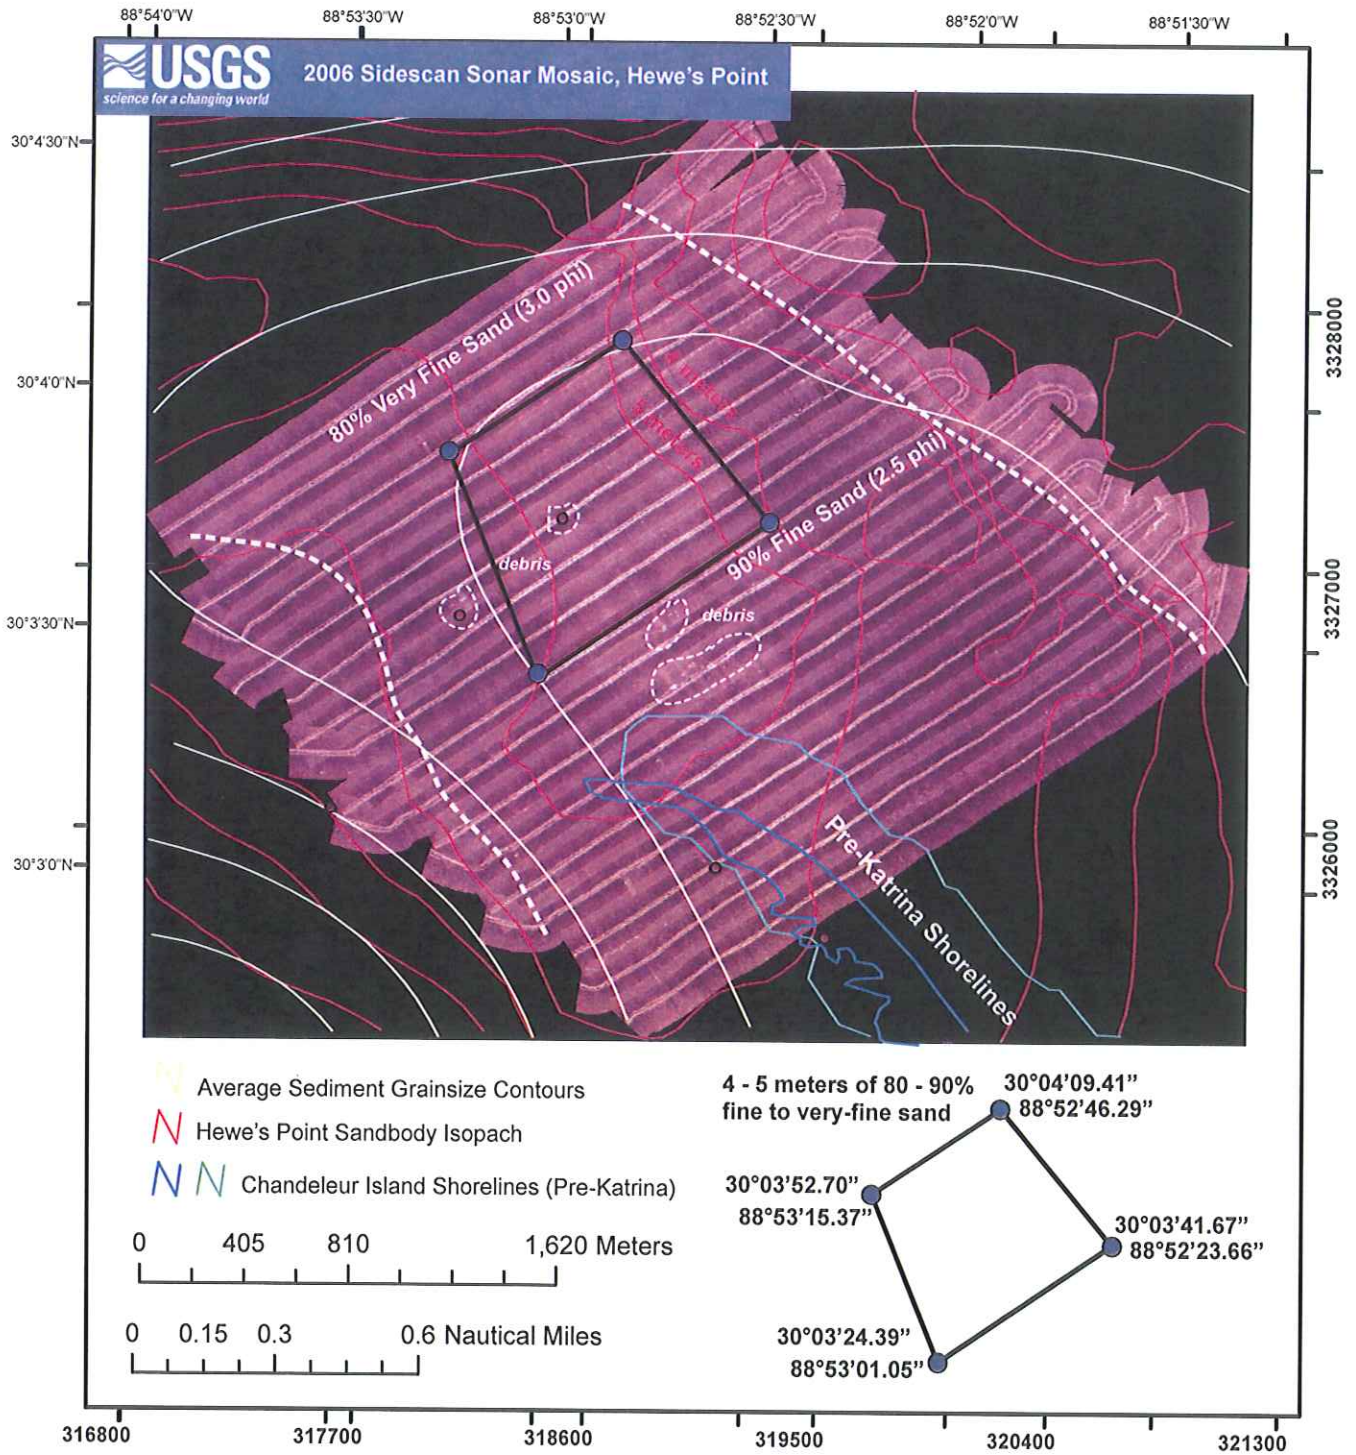 88°54'0"W 88°53'30"W 88°53'0"W 88°52'30"W 88°52'0"W 88°51'30"W
USGS
science for a changing world
2006 Sidescan Sonar Mosaic, Hewe's Point
30°4'30"N
30°4'0"N
30°3'30"N
30°3'0"N
3328000
3327000
3326000
80% Very Fine Sand (3.0 phi)
meters
meters
90% Fine Sand (2.5 phi)
debris
debris
Pre-Katrina Shorelines
N Average Sediment Grainsize Contours
N Hewe's Point Sandbody Isopach
N N Chandeleur Island Shorelines (Pre-Katrina)
0 405 810 1,620 Meters
0 0.15 0.3 0.6 Nautical Miles
4 - 5 meters of 80 - 90%
fine to very-fine sand
30°04'09.41"
88°52'46.29"
30°03'52.70"
88°53'15.37"
30°03'41.67"
88°52'23.66"
30°03'24.39"
88°53'01.05"
316800 317700 318600 319500 320400 321300